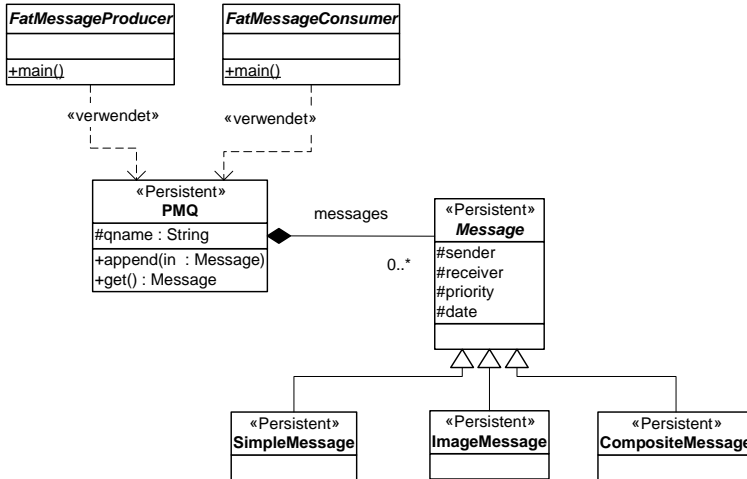 FatMessageProducer
+main()
FatMessageConsumer
+main()
«verwendet»
«verwendet»
«Persistent»
PMQ
#qname : String
+append(in : Message)
+get() : Message
messages
0..*
«Persistent»
Message
#sender
#receiver
#priority
#date
«Persistent»
SimpleMessage
«Persistent»
ImageMessage
«Persistent»
CompositeMessage